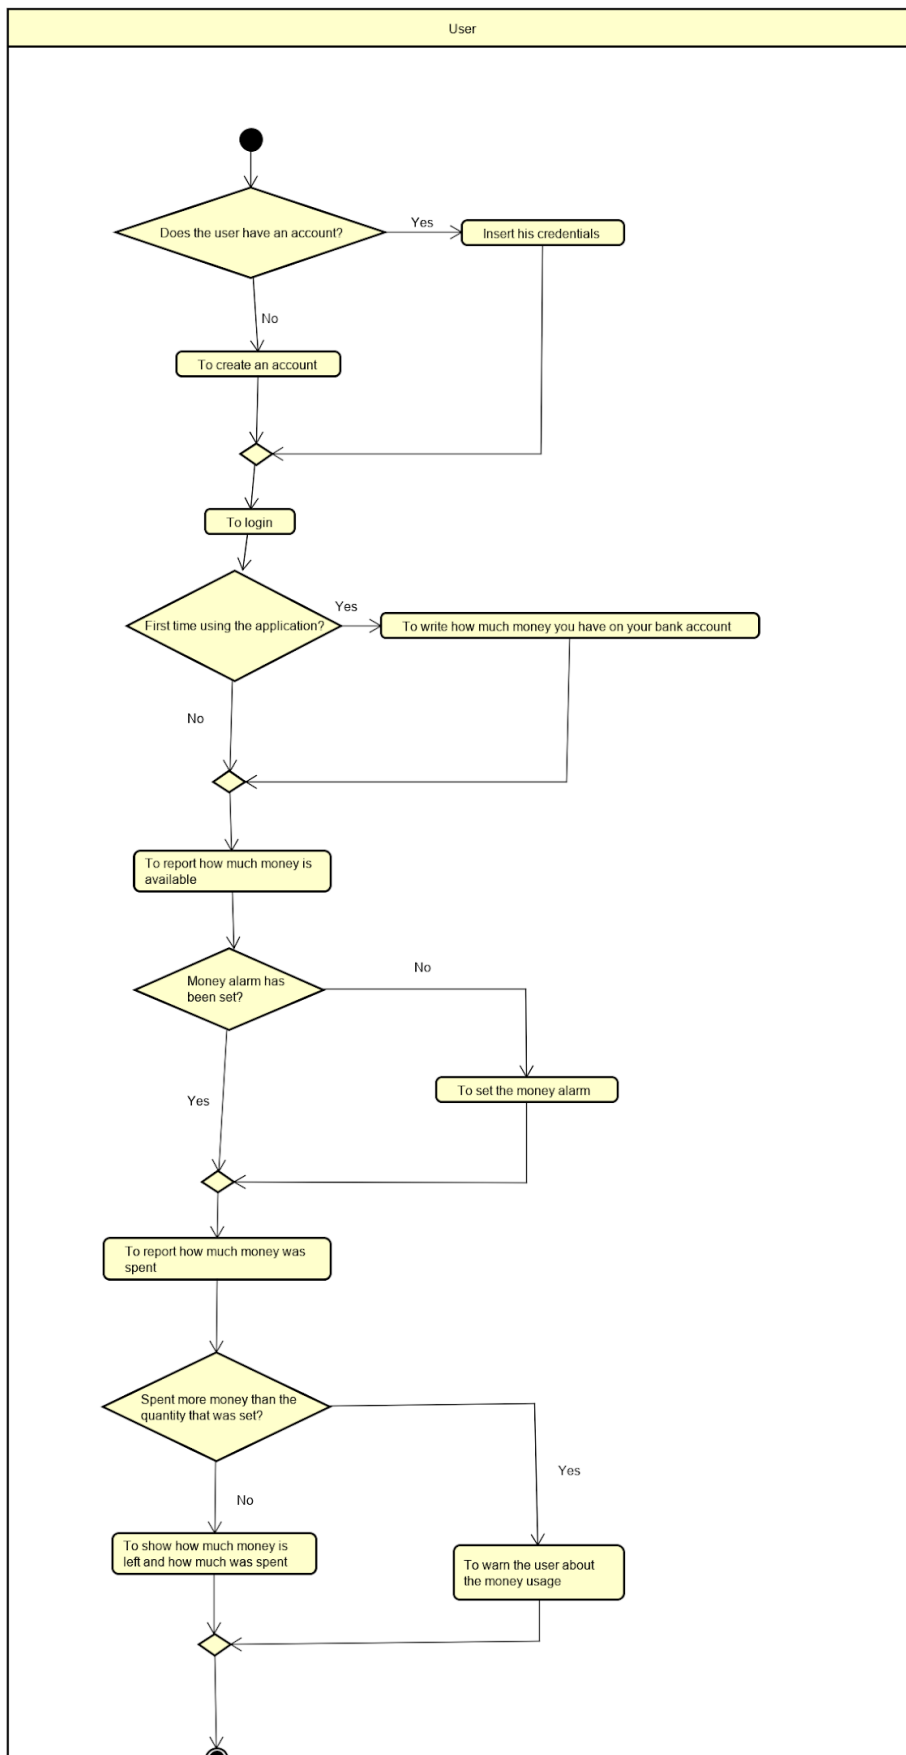 User
Does the user have an account?
Yes
Insert his credentials
No
To create an account
To login
First time using the application?
Yes
To write how much money you have on your bank account
No
To report how much money is
available
Money alarm has
been set?
No
Yes
To set the money alarm
To report how much money was
spent
Spent more money than the
quantity that was set?
Yes
No
To show how much money is
left and how much was spent
To warn the user about
the money usage